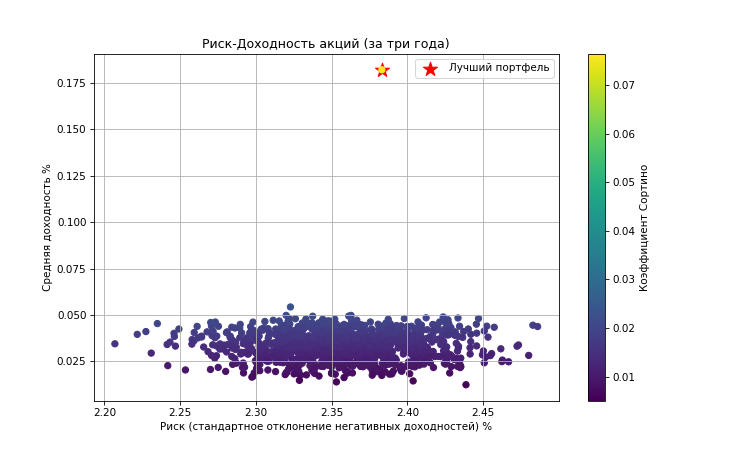 Риск-Доходность акций (за три года)
Лучший портфель
Средняя доходность %
0.175
0.150
0.125
0.100
0.075
0.050
0.025
2.20 2.25 2.30 2.35 2.40 2.45
Риск (стандартное отклонение негативных доходностей) %
0.07
0.06
0.05
0.04
0.03
0.02
0.01
Коэффициент Сортино